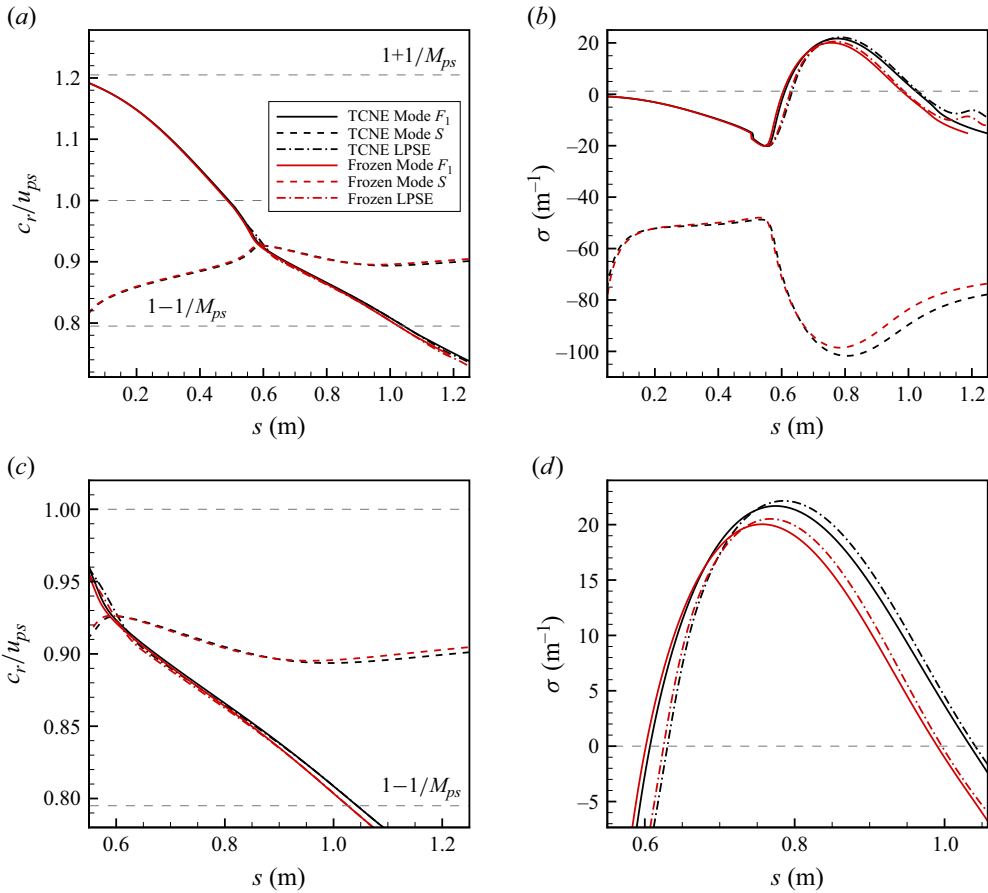 (a)
1+1/M_ps
1.2
1.1
1.0
0.9
0.8
c_r/u_ps
1−1/M_ps
TCNE Mode F_1
TCNE Mode S
TCNE LPSE
Frozen Mode F_1
Frozen Mode S
Frozen LPSE
0.2 0.4 0.6 0.8 1.0 1.2
s (m)
(b)
20
0
−20
−40
−60
−80
−100
σ (m⁻¹)
0.2 0.4 0.6 0.8 1.0 1.2
s (m)
(c)
1.00
0.95
0.90
0.85
0.80
c_r/u_ps
1−1/M_ps
0.6 0.8 1.0 1.2
s (m)
(d)
20
15
10
5
0
−5
σ (m⁻¹)
0.6 0.8 1.0
s (m)